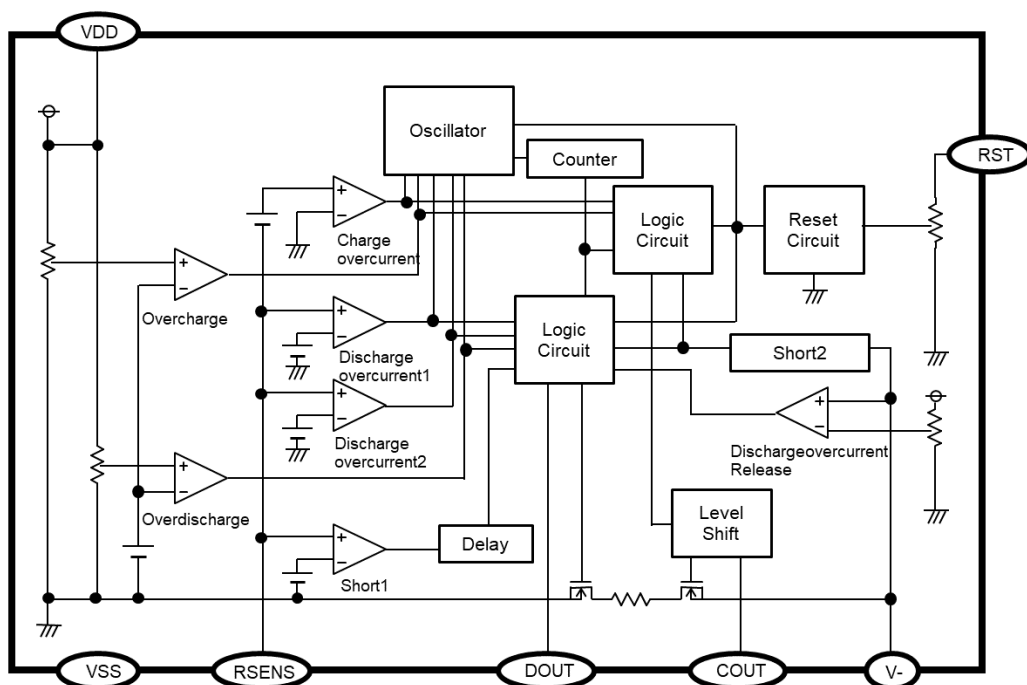 VDD
Oscillator
Counter
RST
+
−
Charge
overcurrent
Logic
Circuit
Reset
Circuit
+
−
Overcharge
+
−
Discharge
overcurrent1
Logic
Circuit
Short2
+
−
Discharge
overcurrent2
+
−
Dischargeovercurrent
Release
+
−
Overdischarge
Level
Shift
+
−
Short1
Delay
VSS
RSENS
DOUT
COUT
V-